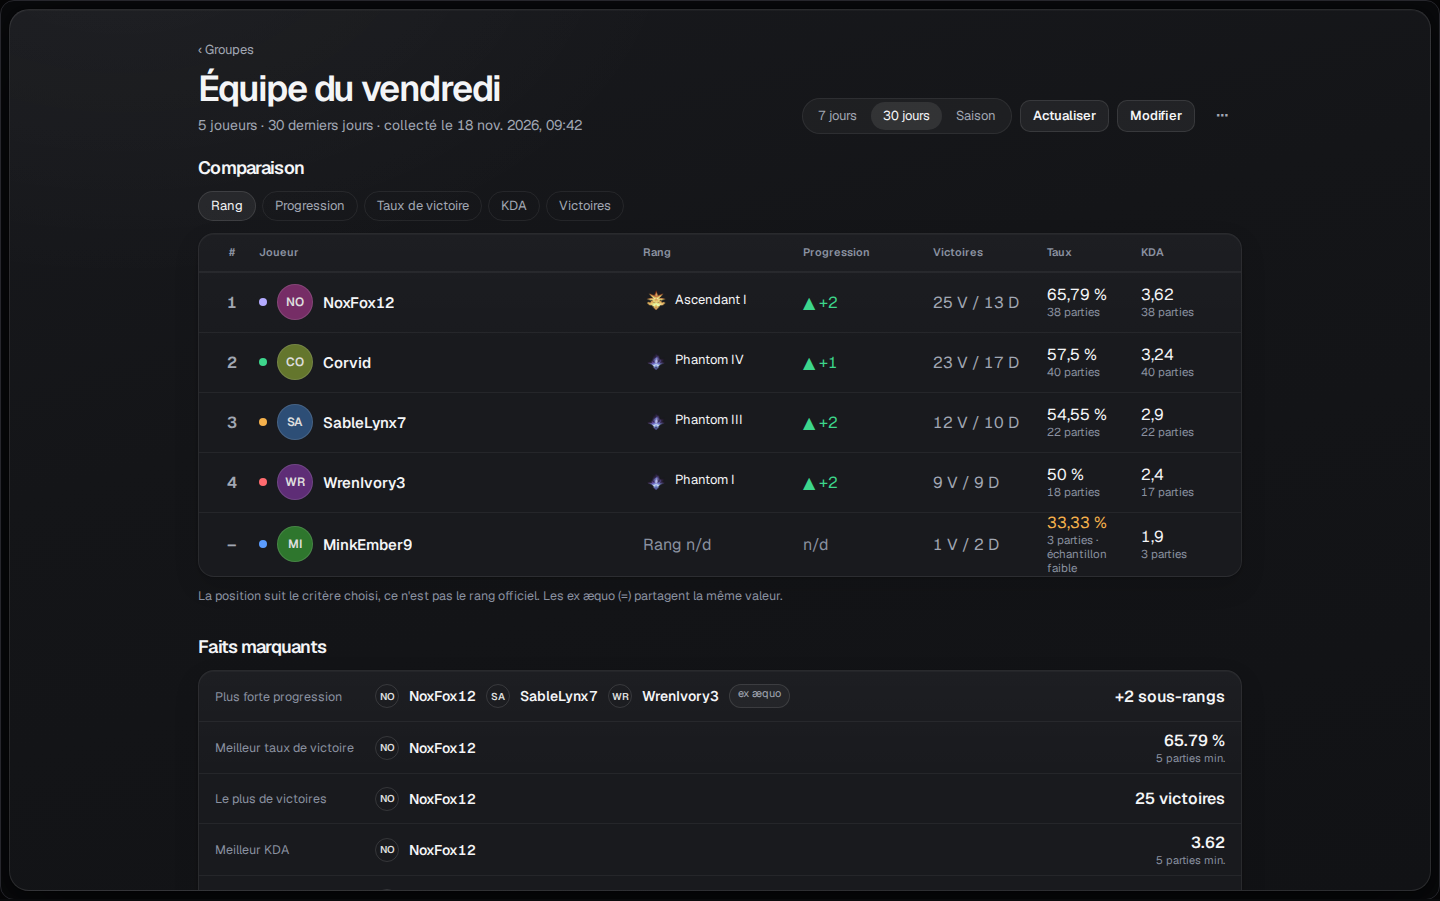 ‹ Groupes
Équipe du vendredi
5 joueurs · 30 derniers jours · collecté le 18 nov. 2026, 09:42
7 jours 30 jours Saison Actualiser Modifier ···
Comparaison
Rang Progression Taux de victoire KDA Victoires
# Joueur Rang Progression Victoires Taux KDA
1 NO NoxFox12 Ascendant I ▲ +2 25 V / 13 D 65,79 % 3,62
38 parties 38 parties
2 CO Corvid Phantom IV ▲ +1 23 V / 17 D 57,5 % 3,24
40 parties 40 parties
3 SA SableLynx7 Phantom III ▲ +2 12 V / 10 D 54,55 % 2,9
22 parties 22 parties
4 WR WrenIvory3 Phantom I ▲ +2 9 V / 9 D 50 % 2,4
18 parties 17 parties
– MI MinkEmber9 Rang n/d n/d 1 V / 2 D 33,33 % 1,9
3 parties · 3 parties
échantillon
faible
La position suit le critère choisi, ce n'est pas le rang officiel. Les ex æquo (=) partagent la même valeur.
Faits marquants
Plus forte progression NO NoxFox12 SA SableLynx7 WR WrenIvory3 ex æquo +2 sous-rangs
Meilleur taux de victoire NO NoxFox12 65.79 %
5 parties min.
Le plus de victoires NO NoxFox12 25 victoires
Meilleur KDA NO NoxFox12 3.62
5 parties min.